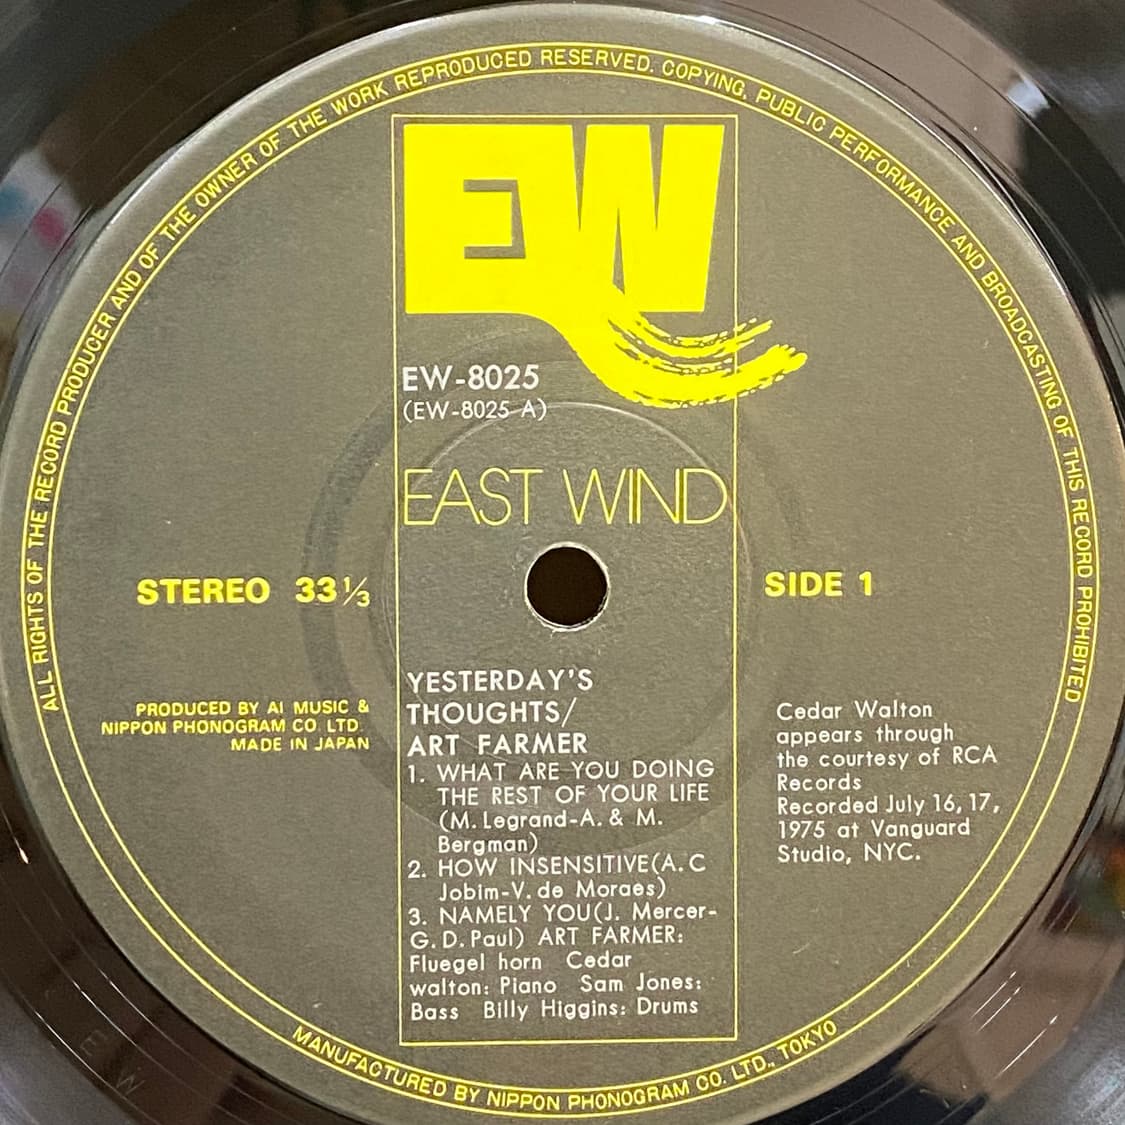 ALL RIGHTS OF THE RECORD PRODUCER AND OF THE OWNER OF THE WORK REPRODUCED RESERVED. COPYING, PUBLIC PERFORMANCE AND BROADCASTING OF THIS RECORD PROHIBITED
EW
EW-8025
(EW-8025 A)
EAST WIND
STEREO 33⅓
SIDE 1
PRODUCED BY AI MUSIC &
NIPPON PHONOGRAM CO. LTD.
MADE IN JAPAN
YESTERDAY'S
THOUGHTS/
ART FARMER
1. WHAT ARE YOU DOING
THE REST OF YOUR LIFE
(M. Legrand-A. & M.
Bergman)
2. HOW INSENSITIVE(A. C
Jobim-V. de Moraes)
3. NAMELY YOU(J. Mercer-
G. D. Paul) ART FARMER:
Fluegel horn Cedar
walton: Piano Sam Jones:
Bass Billy Higgins: Drums
Cedar Walton
appears through
the courtesy of RCA
Records
Recorded July 16, 17,
1975 at Vanguard
Studio, NYC.
MANUFACTURED BY NIPPON PHONOGRAM CO. LTD., TOKYO